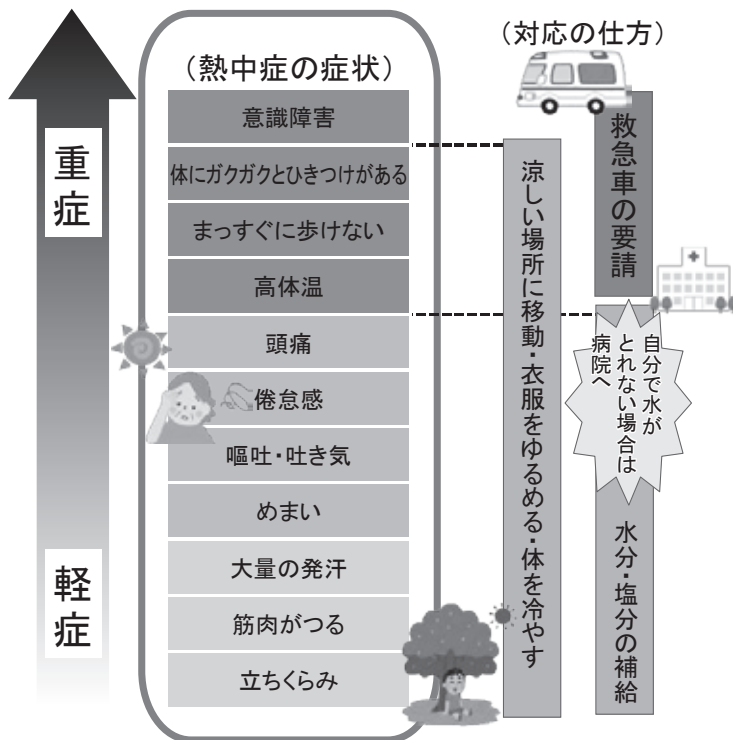 (熱中症の症状)
意識障害
体にガクガクとひきつけがある
まっすぐに歩けない
高体温
頭痛
倦怠感
嘔吐・吐き気
めまい
大量の発汗
筋肉がつる
立ちくらみ
重症
軽症
(対応の仕方)
涼しい場所に移動・衣服をゆるめる・体を冷やす
救急車の要請
自分で水が
とれない場合は
病院へ
水分・塩分の補給